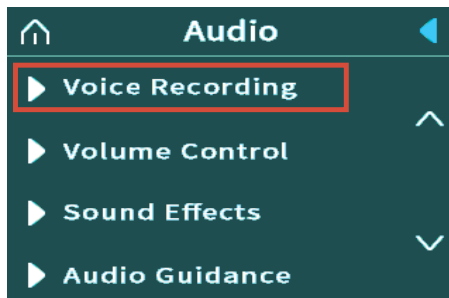 Audio
Voice Recording
Volume Control
Sound Effects
Audio Guidance